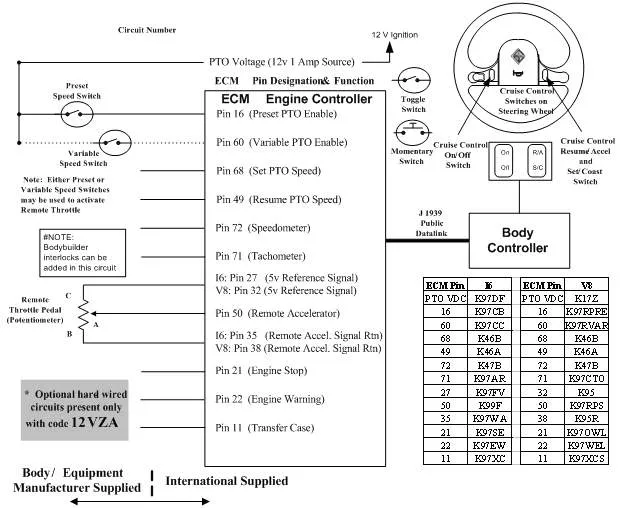 Circuit Number
12 V Ignition
PTO Voltage (12v 1 Amp Source)
ECM Pin Designation & Function
Preset
Speed Switch
Variable
Speed Switch
Note: Either Preset or
Variable Speed Switches
may be used to activate
Remote Throttle
#NOTE:
Bodybuilder
interlocks can be
added in this circuit
Remote
Throttle Pedal
(Potentiometer)
C
A
B
* Optional hard wired
circuits present only
with code 12VZA
Body/ Equipment
Manufacturer Supplied
International Supplied
ECM Engine Controller
Pin 16 (Preset PTO Enable)
Pin 60 (Variable PTO Enable)
Pin 68 (Set PTO Speed)
Pin 49 (Resume PTO Speed)
Pin 72 (Speedometer)
Pin 71 (Tachometer)
I6: Pin 27 (5v Reference Signal)
V8: Pin 32 (5v Reference Signal)
Pin 50 (Remote Accelerator)
I6: Pin 35 (Remote Accel. Signal Rtn)
V8: Pin 38 (Remote Accel. Signal Rtn)
Pin 21 (Engine Stop)
Pin 22 (Engine Warning)
Pin 11 (Transfer Case)
Toggle
Switch
Momentary
Switch
Cruise Control
Switches on
Steering Wheel
Cruise Control
On/Off
Switch
Cruise Control
Resume/Accel
and
Set/Coast
Switch
On
Off
R/A
S/C
J 1939
Public
Datalink
Body
Controller
ECM Pin I6 ECM Pin V8
PTO VDC K97DF PTO VDC K17Z
16 K97CB 16 K97RPRE
60 K97CC 60 K97RVAR
68 K46B 68 K46B
49 K46A 49 K46A
72 K47B 72 K47B
71 K97AR 71 K97CTO
27 K97FV 32 K95
50 K99F 50 K97RPS
35 K97WA 38 K95R
21 K97SE 21 K97OWL
22 K97EW 22 K97WEL
11 K97XC 11 K97XCS